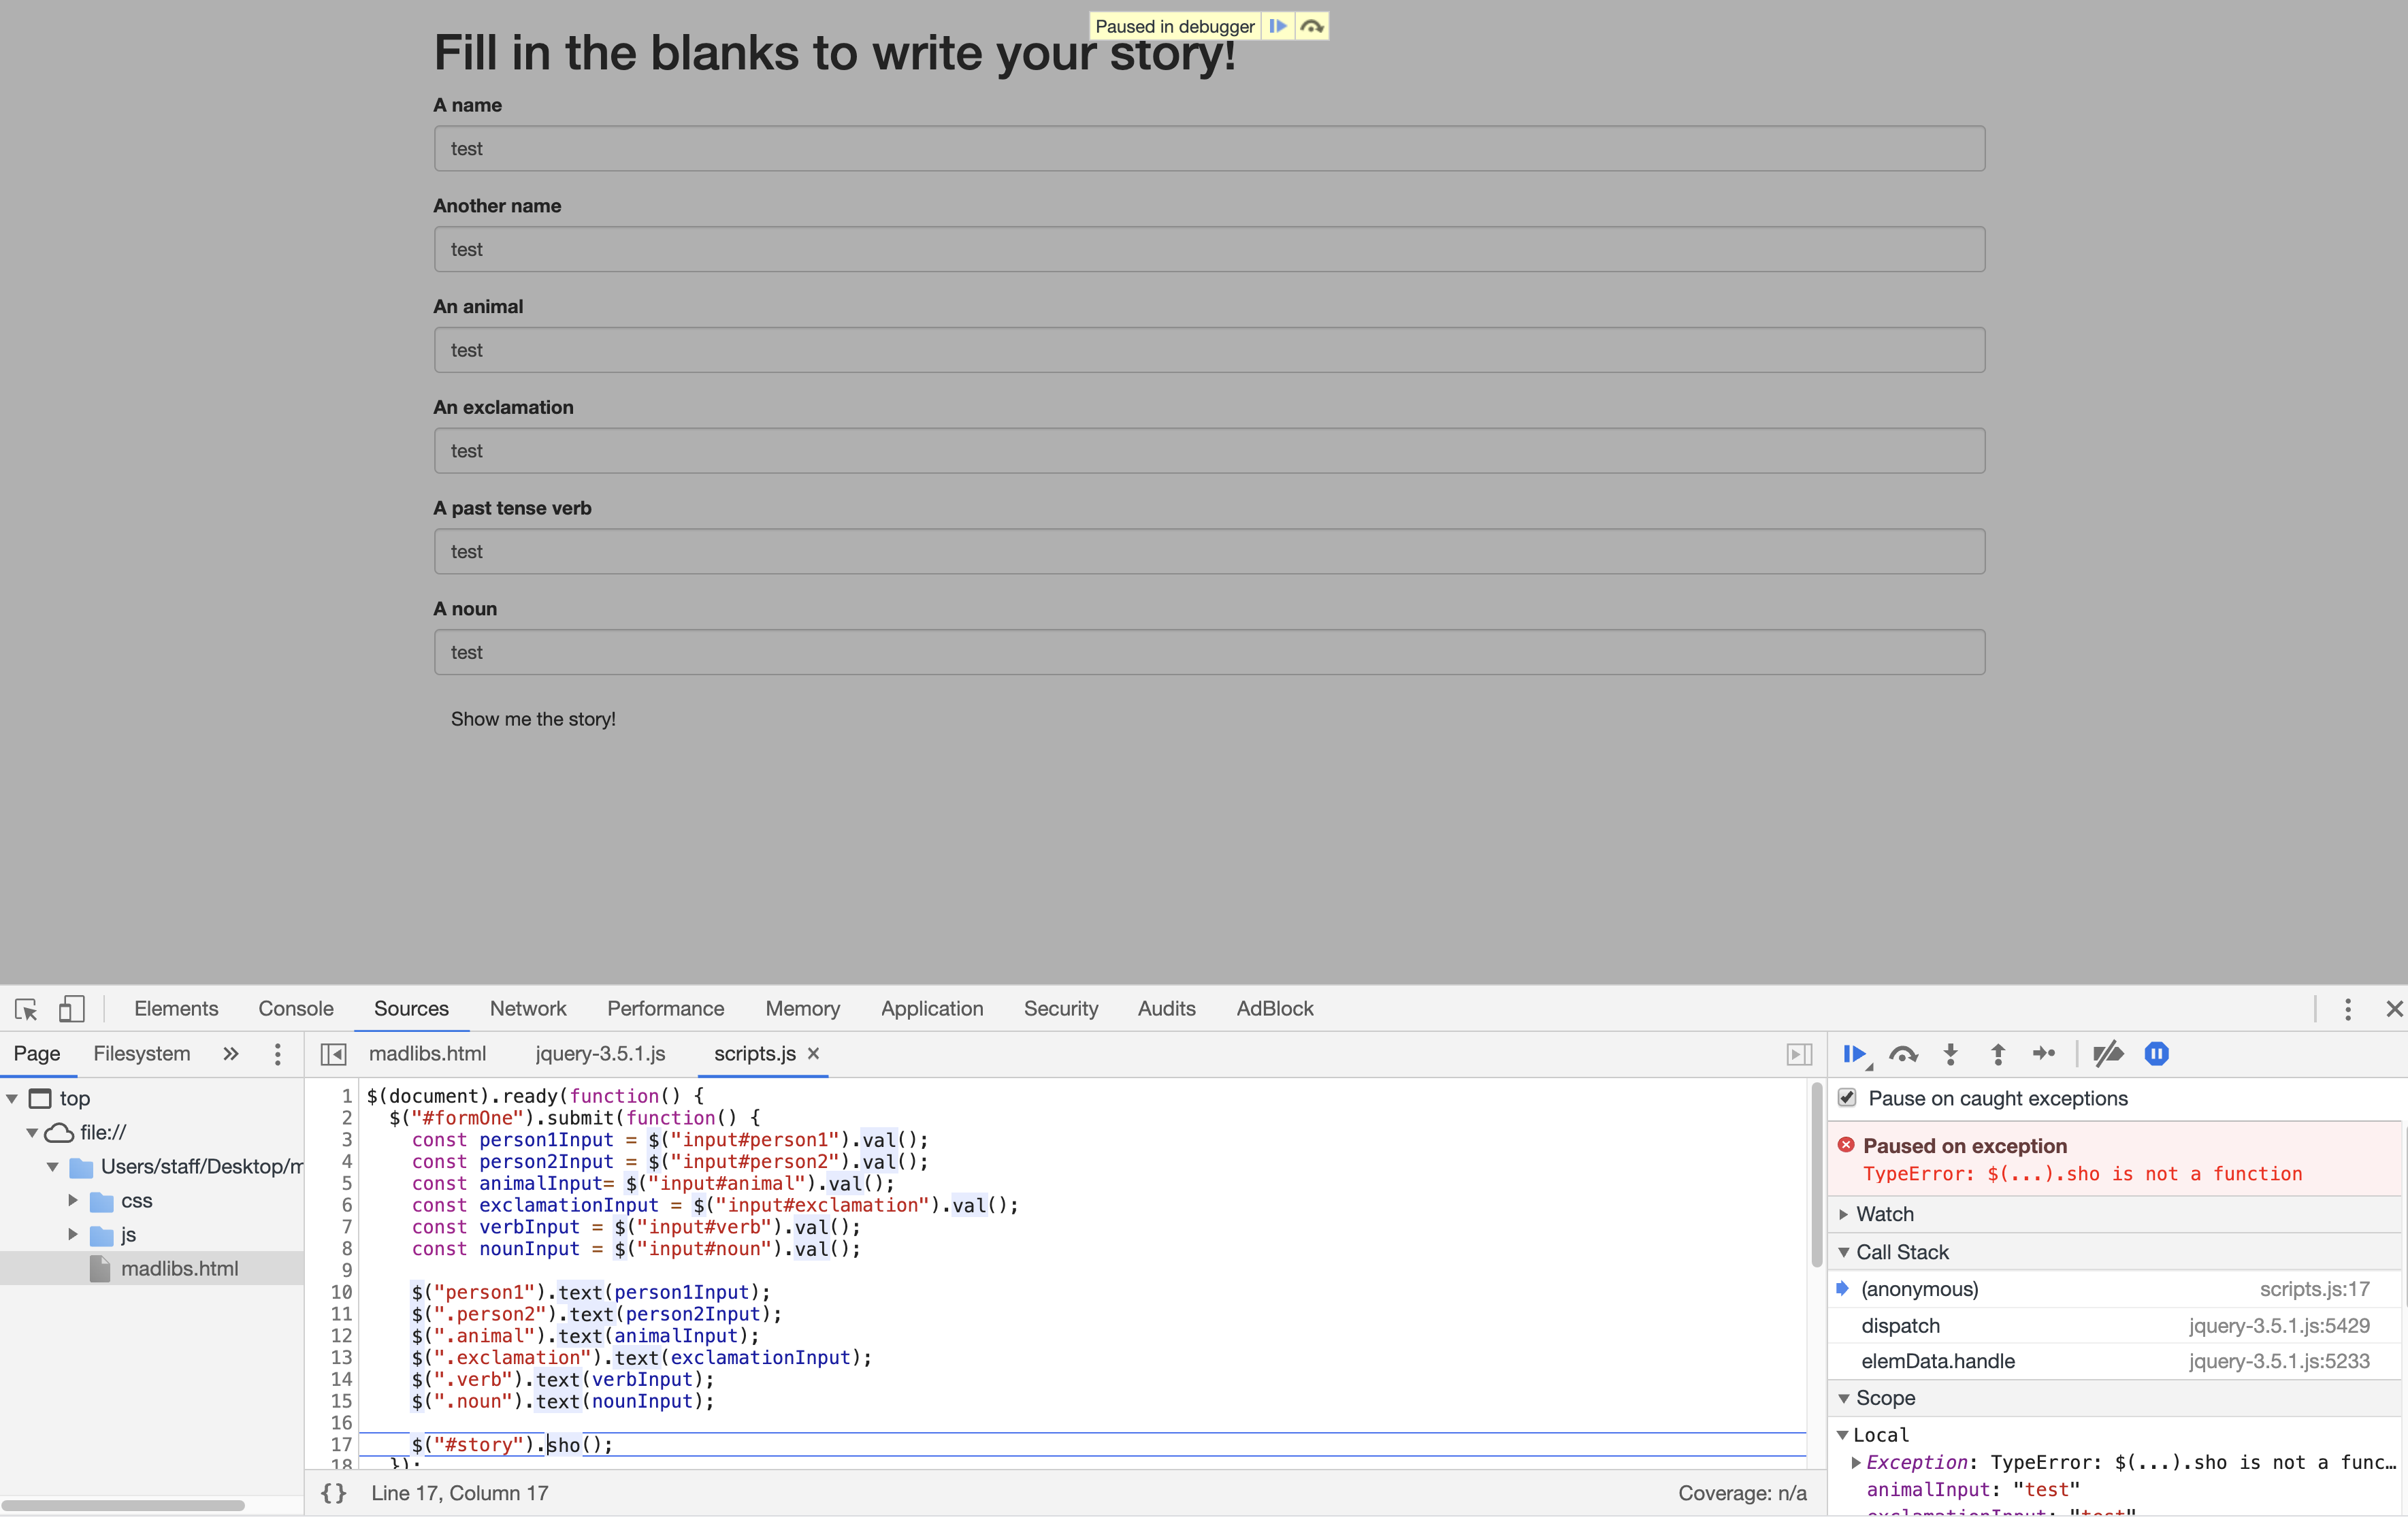 Paused in debugger
Fill in the blanks to write your story!
A name
test
Another name
test
An animal
test
An exclamation
test
A past tense verb
test
A noun
test
Show me the story!
Elements Console Sources Network Performance Memory Application Security Audits AdBlock
Page Filesystem »
madlibs.html jquery-3.5.1.js scripts.js ×
top
file://
Users/staff/Desktop/m
css
js
madlibs.html
1 $(document).ready(function() {
2 $("#formOne").submit(function() {
3 const person1Input = $("input#person1").val();
4 const person2Input = $("input#person2").val();
5 const animalInput= $("input#animal").val();
6 const exclamationInput = $("input#exclamation").val();
7 const verbInput = $("input#verb").val();
8 const nounInput = $("input#noun").val();
9
10 $("person1").text(person1Input);
11 $(".person2").text(person2Input);
12 $(".animal").text(animalInput);
13 $(".exclamation").text(exclamationInput);
14 $(".verb").text(verbInput);
15 $(".noun").text(nounInput);
16
17 $("#story").sho();
18 });
{} Line 17, Column 17 Coverage: n/a
Pause on caught exceptions
Paused on exception
TypeError: $(...).sho is not a function
Watch
Call Stack
(anonymous) scripts.js:17
dispatch jquery-3.5.1.js:5429
elemData.handle jquery-3.5.1.js:5233
Scope
Local
Exception: TypeError: $(...).sho is not a func…
animalInput: "test"
exclamationInput: "test"